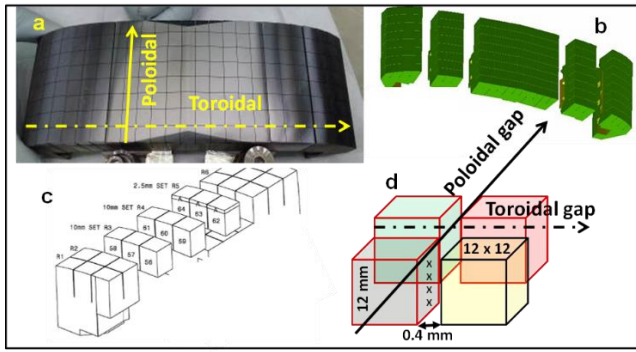 a
Poloidal
Toroidal
b
c
2.5mm SET R5
10mm SET R4
10mm SET R3
R1
R2
R6
58
57
56
61
60
59
64
63
62
d
Poloidal gap
Toroidal gap
12 x 12
12 mm
x
x
x
x
0.4 mm